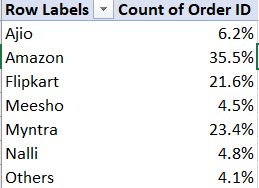 Row Labels Count of Order ID
Ajio 6.2%
Amazon 35.5%
Flipkart 21.6%
Meesho 4.5%
Myntra 23.4%
Nalli 4.8%
Others 4.1%